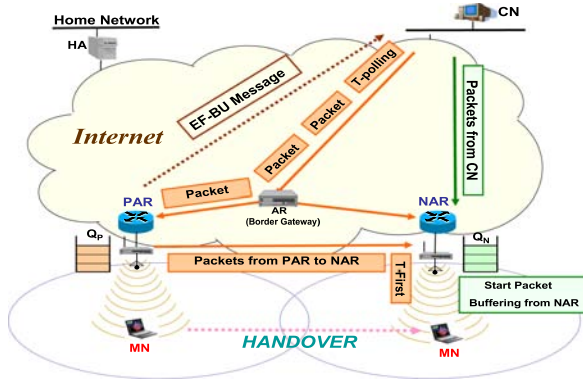 Home Network
CN
HA
EF-BU Message
T-polling
Packet
Packet
Packets from CN
Internet
Packet
PAR
AR
(Border Gateway)
NAR
QP
QN
Packets from PAR to NAR
T-First
Start Packet
Buffering from NAR
MN
HANDOVER
MN